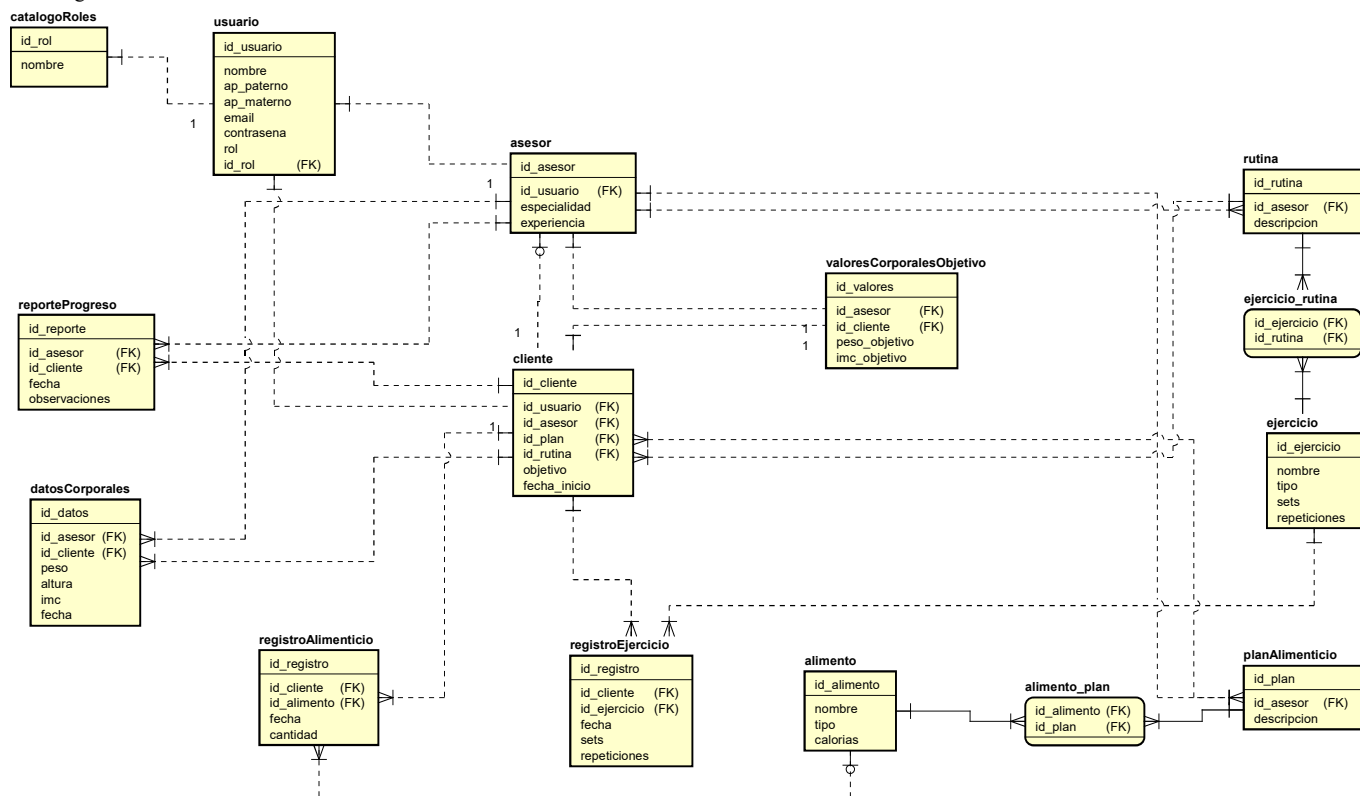 catalogoRoles
id_rol
nombre
usuario
id_usuario
nombre
ap_paterno
ap_materno
email
contrasena
rol
id_rol (FK)
1
asesor
id_asesor
id_usuario (FK)
especialidad
experiencia
1
rutina
id_rutina
id_asesor (FK)
descripcion
valoresCorporalesObjetivo
id_valores
id_asesor (FK)
id_cliente (FK)
peso_objetivo
imc_objetivo
1
1
reporteProgreso
id_reporte
id_asesor (FK)
id_cliente (FK)
fecha
observaciones
ejercicio_rutina
id_ejercicio (FK)
id_rutina (FK)
1
cliente
id_cliente
id_usuario (FK)
id_asesor (FK)
id_plan (FK)
id_rutina (FK)
objetivo
fecha_inicio
1
ejercicio
id_ejercicio
nombre
tipo
sets
repeticiones
datosCorporales
id_datos
id_asesor (FK)
id_cliente (FK)
peso
altura
imc
fecha
registroAlimenticio
id_registro
id_cliente (FK)
id_alimento (FK)
fecha
cantidad
registroEjercicio
id_registro
id_cliente (FK)
id_ejercicio (FK)
fecha
sets
repeticiones
alimento
id_alimento
nombre
tipo
calorias
alimento_plan
id_alimento (FK)
id_plan (FK)
planAlimenticio
id_plan
id_asesor (FK)
descripcion